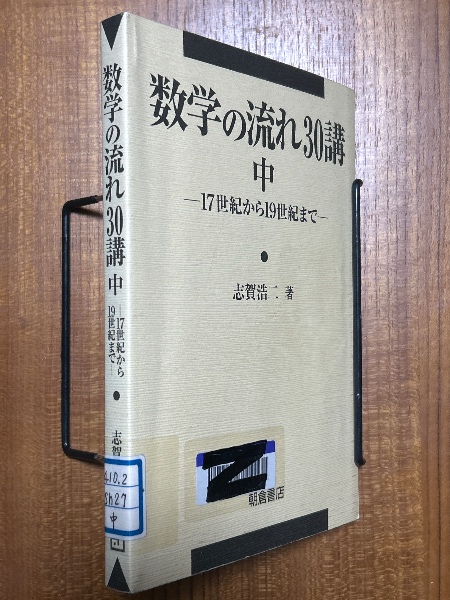 数学の流れ30講
中
―17世紀から19世紀まで―
志賀浩二 著
朝倉書店
数学の流れ30講 中
―17世紀から
19世紀まで―
志賀
410.2
Sh27
中